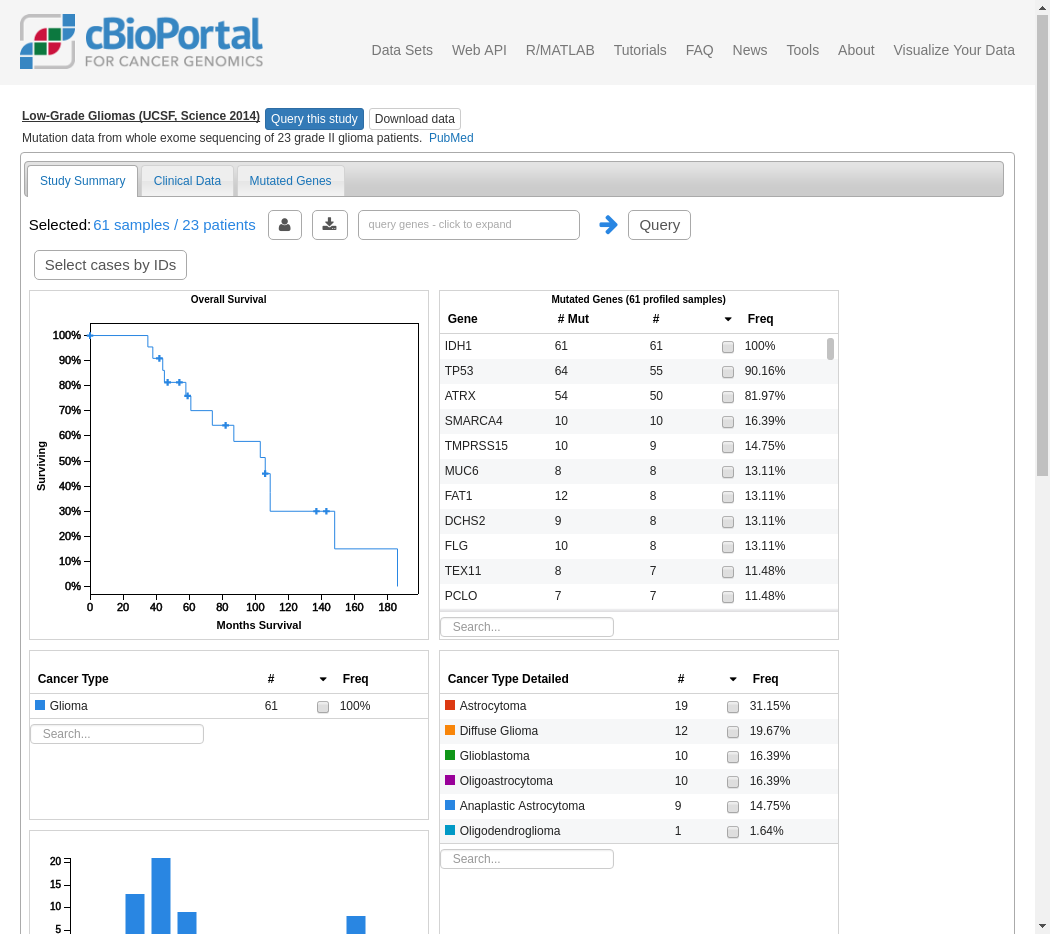 cBioPortal
FOR CANCER GENOMICS
Data Sets Web API R/MATLAB Tutorials FAQ News Tools About Visualize Your Data
Low-Grade Gliomas (UCSF, Science 2014) Query this study Download data
Mutation data from whole exome sequencing of 23 grade II glioma patients. PubMed
Study Summary Clinical Data Mutated Genes
Selected: 61 samples / 23 patients query genes - click to expand Query
Select cases by IDs
Overall Survival
100%
90%
80%
70%
60%
50%
40%
30%
20%
10%
0%
Surviving
0 20 40 60 80 100 120 140 160 180
Months Survival
Mutated Genes (61 profiled samples)
Gene # Mut # Freq
IDH1 61 61 100%
TP53 64 55 90.16%
ATRX 54 50 81.97%
SMARCA4 10 10 16.39%
TMPRSS15 10 9 14.75%
MUC6 8 8 13.11%
FAT1 12 8 13.11%
DCHS2 9 8 13.11%
FLG 10 8 13.11%
TEX11 8 7 11.48%
PCLO 7 7 11.48%
Search...
Cancer Type # Freq
Glioma 61 100%
Search...
Cancer Type Detailed # Freq
Astrocytoma 19 31.15%
Diffuse Glioma 12 19.67%
Glioblastoma 10 16.39%
Oligoastrocytoma 10 16.39%
Anaplastic Astrocytoma 9 14.75%
Oligodendroglioma 1 1.64%
Search...
20
15
10
5